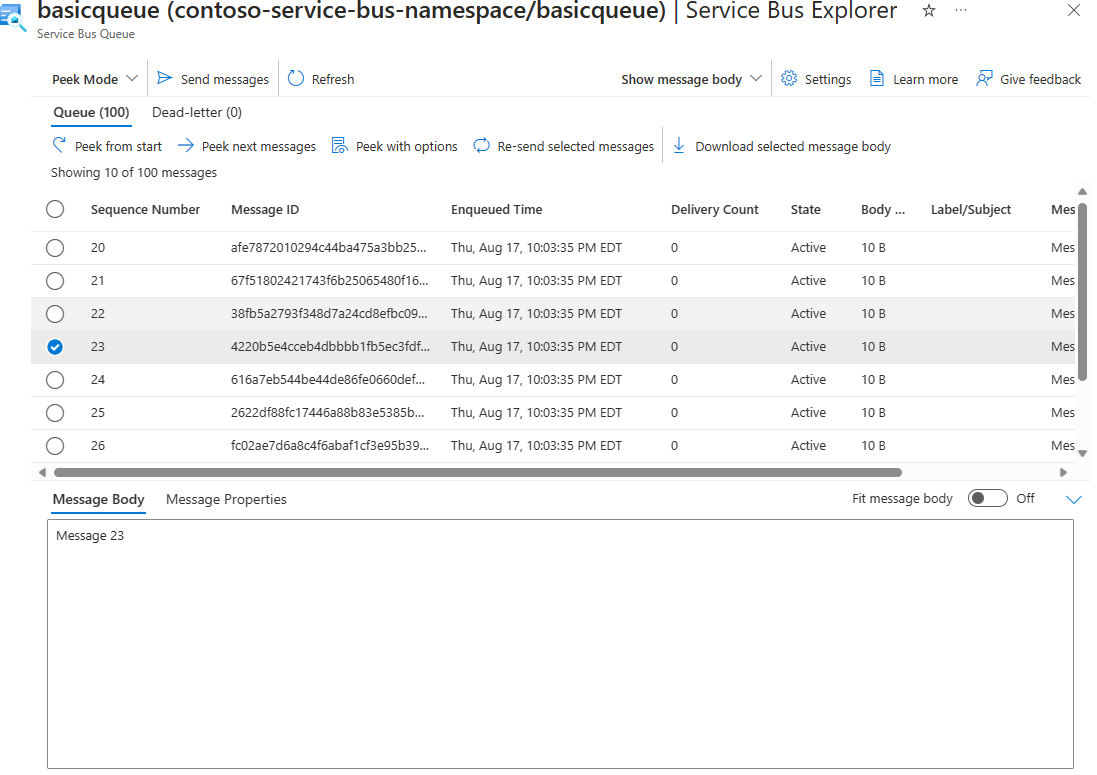 basicqueue (contoso-service-bus-namespace/basicqueue) | Service Bus Explorer ☆ ...
Service Bus Queue
Peek Mode Send messages Refresh Show message body Settings Learn more Give feedback
Queue (100) Dead-letter (0)
Peek from start Peek next messages Peek with options Re-send selected messages Download selected message body
Showing 10 of 100 messages
Sequence Number Message ID Enqueued Time Delivery Count State Body ... Label/Subject Mes
20 afe7872010294c44ba475a3bb25... Thu, Aug 17, 10:03:35 PM EDT 0 Active 10 B Mes
21 67f51802421743f6b25065480f16... Thu, Aug 17, 10:03:35 PM EDT 0 Active 10 B Mes
22 38fb5a2793f348d7a24cd8efbc09... Thu, Aug 17, 10:03:35 PM EDT 0 Active 10 B Mes
23 4220b5e4cceb4dbbbb1fb5ec3fdf... Thu, Aug 17, 10:03:35 PM EDT 0 Active 10 B Mes
24 616a7eb544be44de86fe0660def... Thu, Aug 17, 10:03:35 PM EDT 0 Active 10 B Mes
25 2622df88fc17446a88b83e5385b... Thu, Aug 17, 10:03:35 PM EDT 0 Active 10 B Mes
26 fc02ae7d6a8c4f6abaf1cf3e95b39... Thu, Aug 17, 10:03:35 PM EDT 0 Active 10 B Mes
Message Body Message Properties Fit message body Off
Message 23